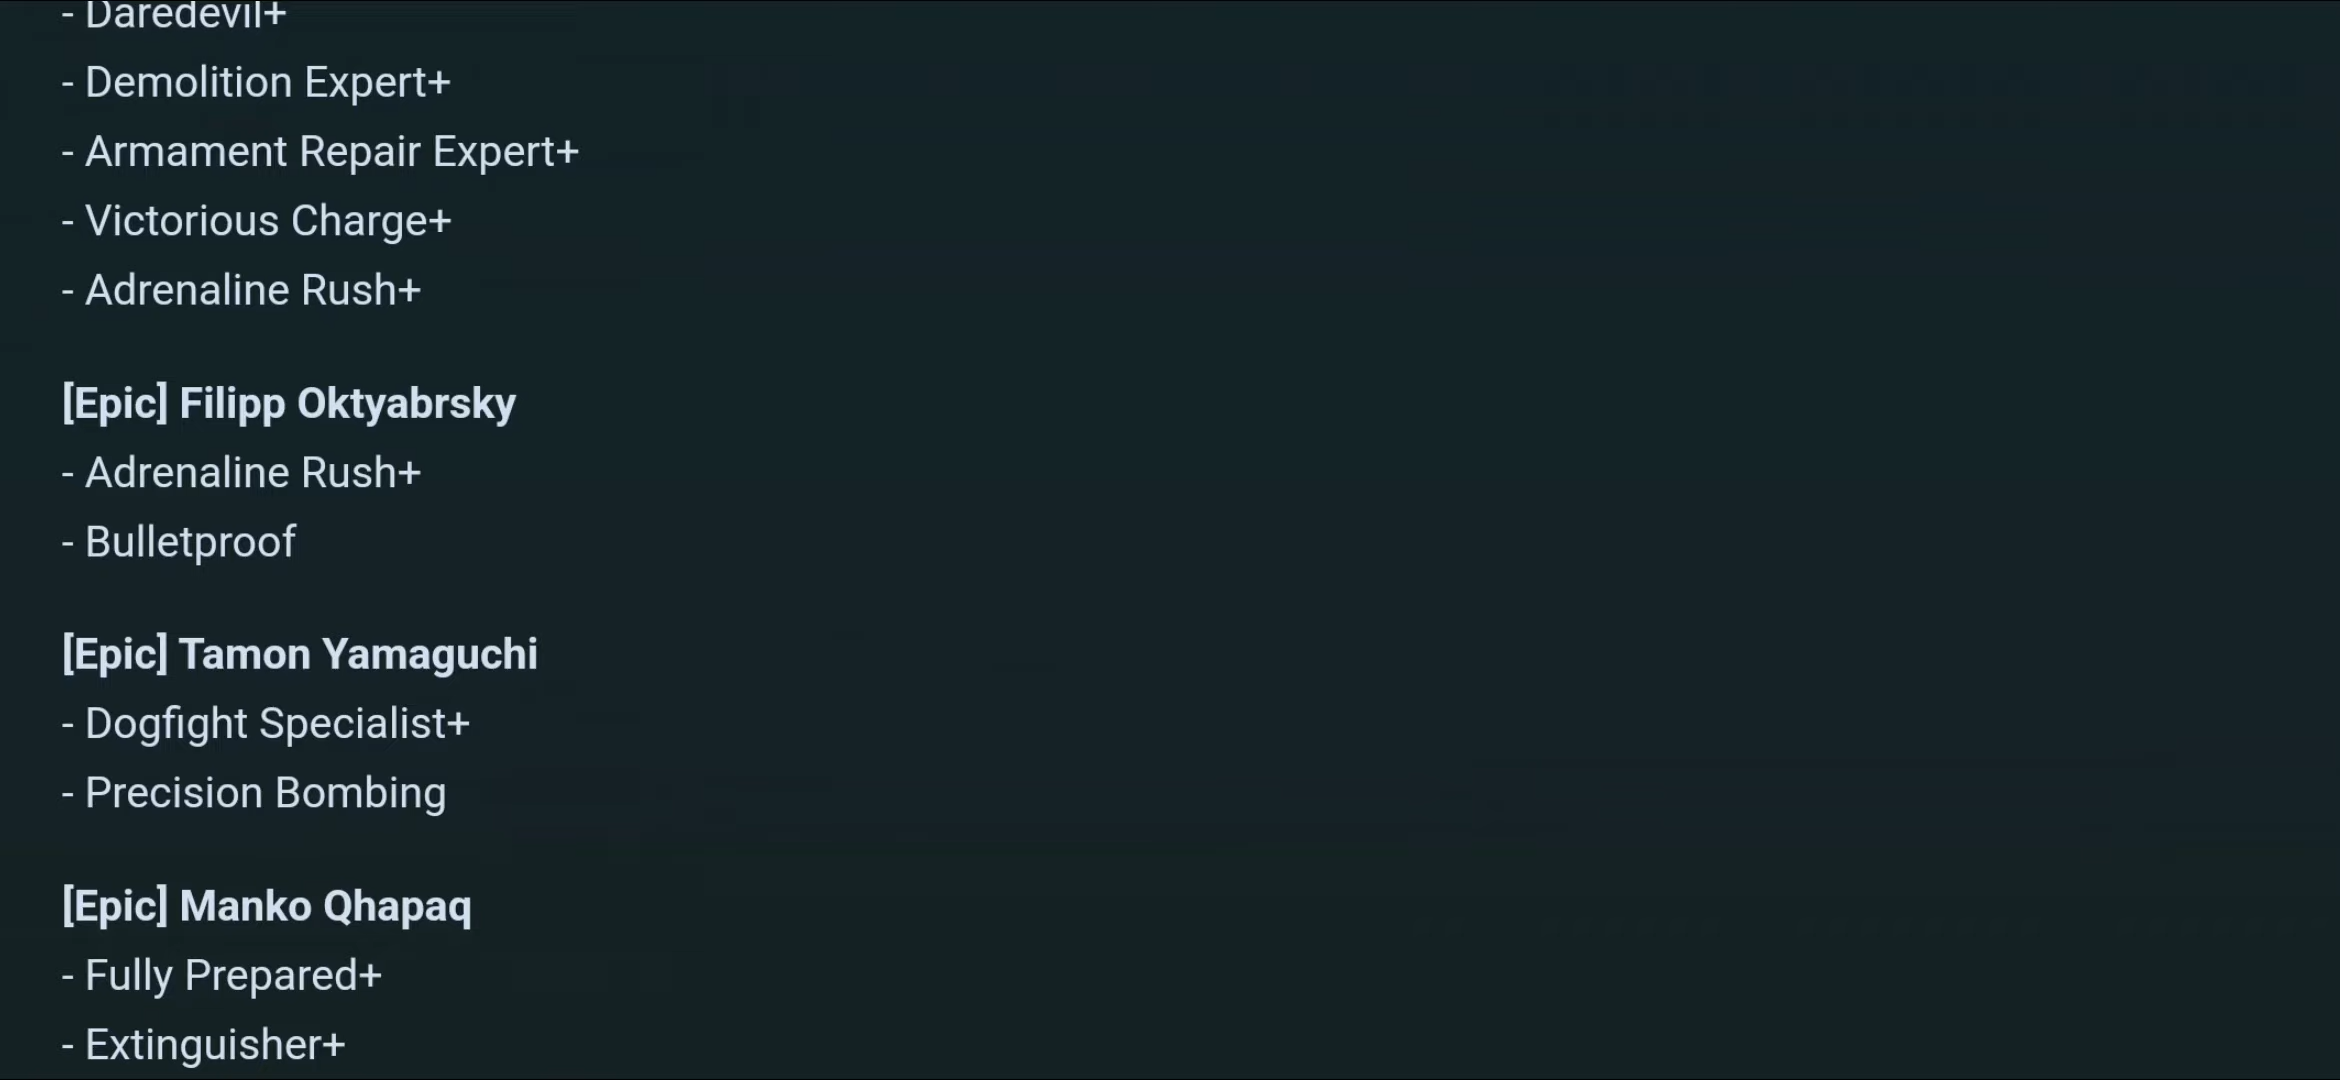 - Daredevil+
- Demolition Expert+
- Armament Repair Expert+
- Victorious Charge+
- Adrenaline Rush+
[Epic] Filipp Oktyabrsky
- Adrenaline Rush+
- Bulletproof
[Epic] Tamon Yamaguchi
- Dogfight Specialist+
- Precision Bombing
[Epic] Manko Qhapaq
- Fully Prepared+
- Extinguisher+